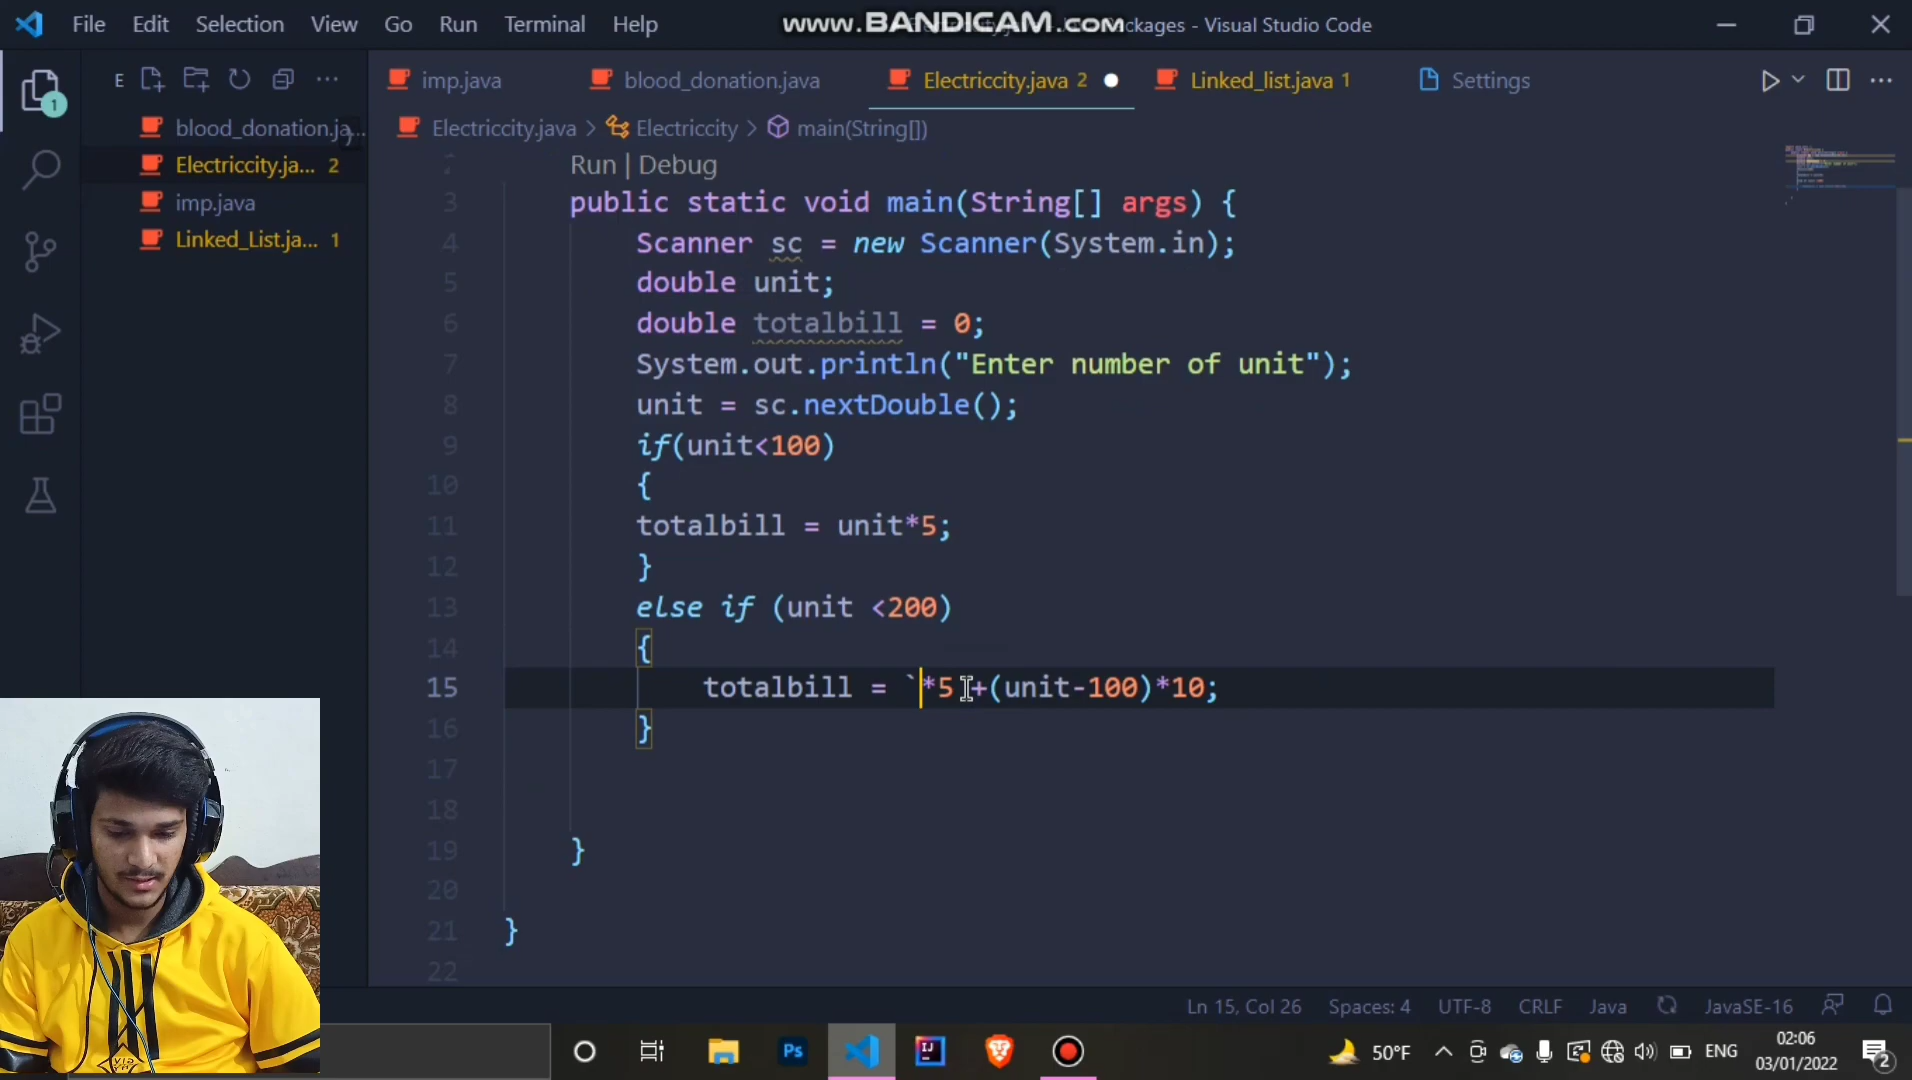 File Edit Selection View Go Run Terminal Help
www.BANDICAM.com
Packages - Visual Studio Code
E
imp.java
blood_donation.java
Electriccity.java 2
Linked_list.java 1
Settings
1
blood_donation.ja...
Electriccity.ja... 2
imp.java
Linked_List.ja... 1
Electriccity.java > Electriccity > main(String[])
Run | Debug
3 public static void main(String[] args) {
4 Scanner sc = new Scanner(System.in);
5 double unit;
6 double totalbill = 0;
7 System.out.println("Enter number of unit");
8 unit = sc.nextDouble();
9 if(unit<100)
10 {
11 totalbill = unit*5;
12 }
13 else if (unit <200)
14 {
15 totalbill = `*5 +(unit-100)*10;
16 }
17
18
19 }
20
21 }
22
Ln 15, Col 26 Spaces: 4 UTF-8 CRLF Java JavaSE-16
Ps
IJ
50°F
ENG
02:06
03/01/2022
2